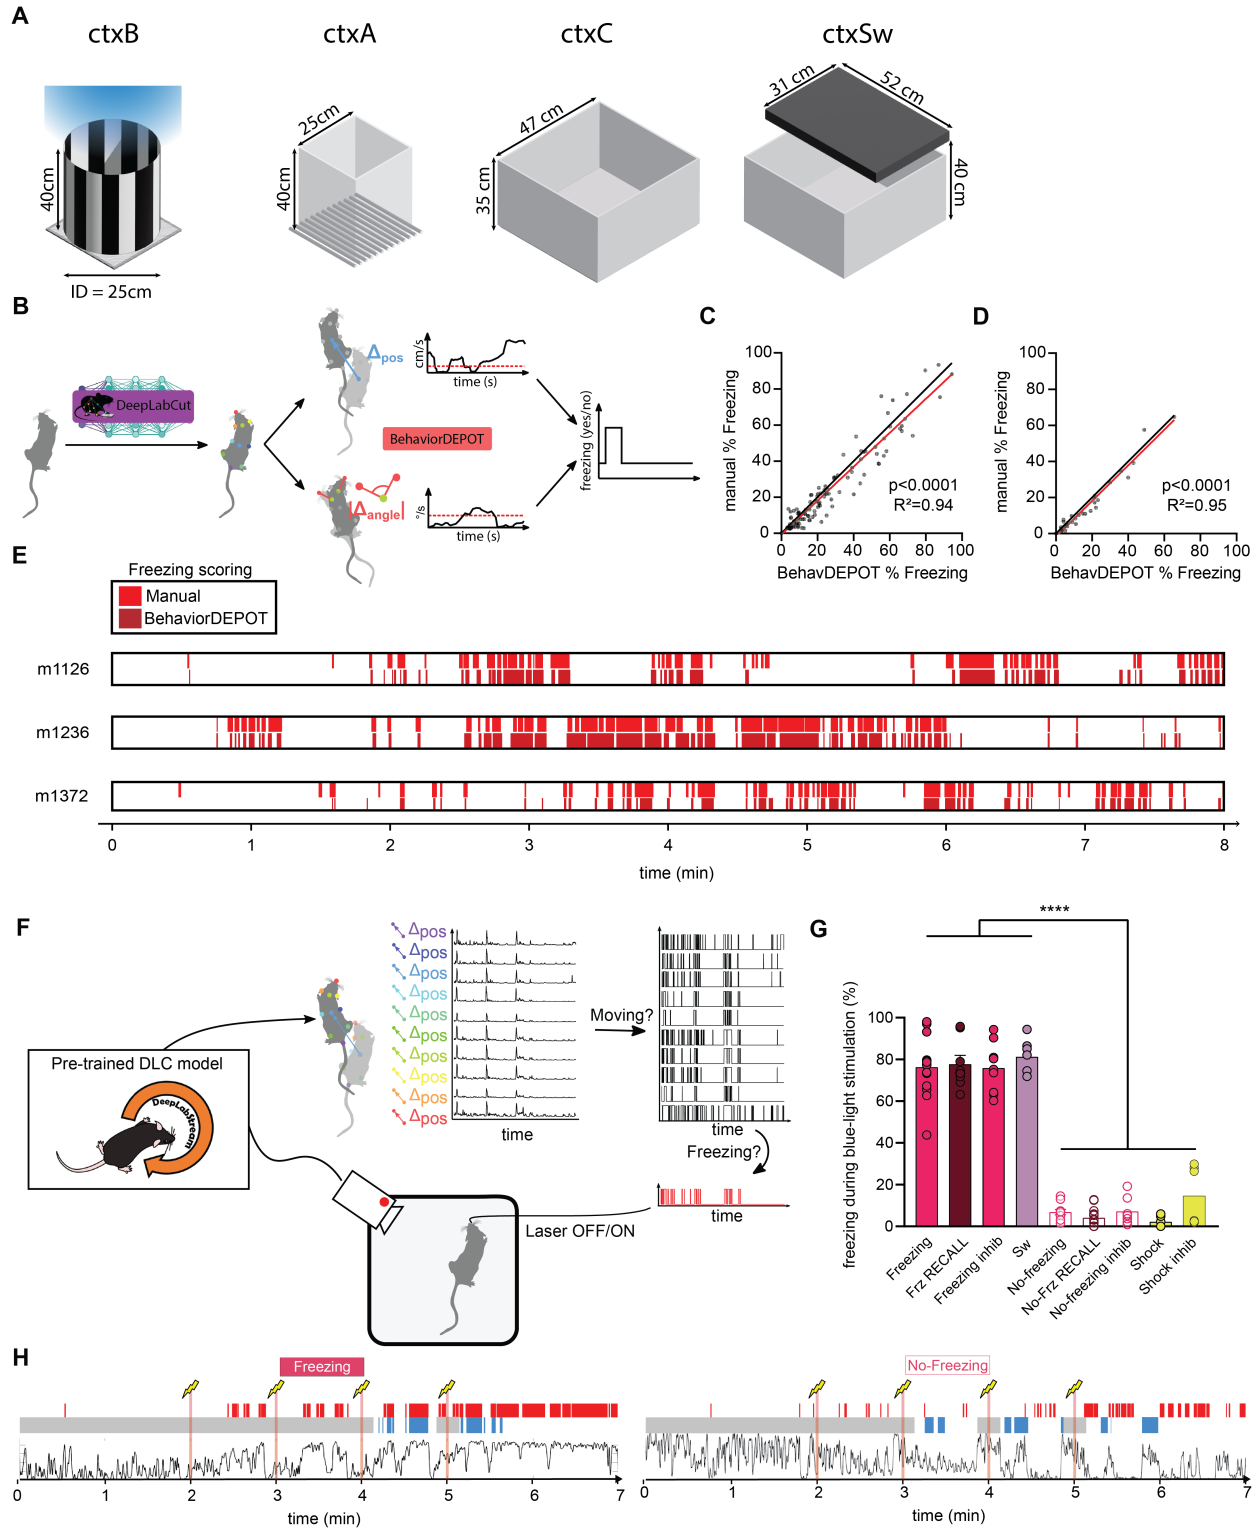 A
ctxB
ctxA
ctxC
ctxSw
40cm
ID = 25cm
25cm
40cm
47 cm
35 cm
31 cm
52 cm
40 cm
B
DeepLabCut
Δpos
cm/s
time (s)
BehaviorDEPOT
|Δangle|
°/s
time (s)
freezing (yes/no)
C
manual % Freezing
100
80
60
40
20
0
p<0.0001
R²=0.94
0 20 40 60 80 100
BehavDEPOT % Freezing
D
manual % Freezing
100
80
60
40
20
0
p<0.0001
R²=0.95
0 20 40 60 80 100
BehavDEPOT % Freezing
E
Freezing scoring
Manual
BehaviorDEPOT
m1126
m1236
m1372
0 1 2 3 4 5 6 7 8
time (min)
F
Pre-trained DLC model
DeepLabStream
Δpos
Δpos
Δpos
Δpos
Δpos
Δpos
Δpos
Δpos
Δpos
Δpos
time
Moving?
time
Freezing?
time
Laser OFF/ON
G
****
freezing during blue-light stimulation (%)
100
80
60
40
20
0
Freezing
Frz RECALL
Freezing inhib
Sw
No-freezing
No-Frz RECALL
No-freezing inhib
Shock
Shock inhib
H
Freezing
0 1 2 3 4 5 6 7
time (min)
No-Freezing
0 1 2 3 4 5 6 7
time (min)